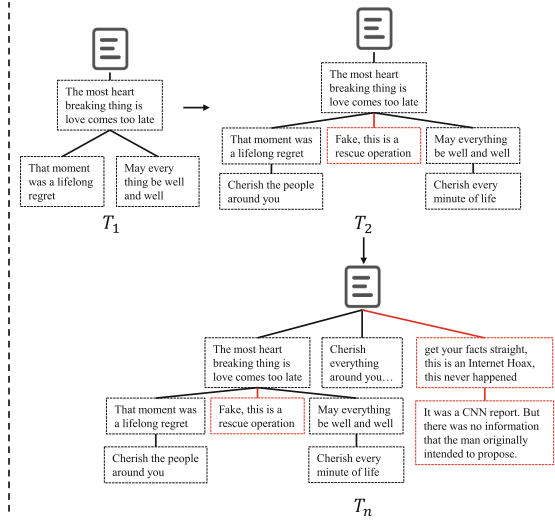 The most heart
breaking thing is
love comes too late
That moment was a lifelong
regret
May every
thing be well
and well
T1
The most heart
breaking thing is
love comes too late
That moment was
a lifelong regret
Fake, this is a
rescue operation
May everything
be well and well
Cherish the people
around you
Cherish every
minute of life
T2
The most heart
breaking thing is
love comes too late
Cherish
everything
around you…
get your facts straight,
this is an Internet Hoax,
this never happened
That moment was
a lifelong regret
Fake, this is a
rescue operation
May everything
be well and well
It was a CNN report. But
there was no information
that the man originally
intended to propose.
Cherish the people
around you
Cherish every
minute of life
Tn